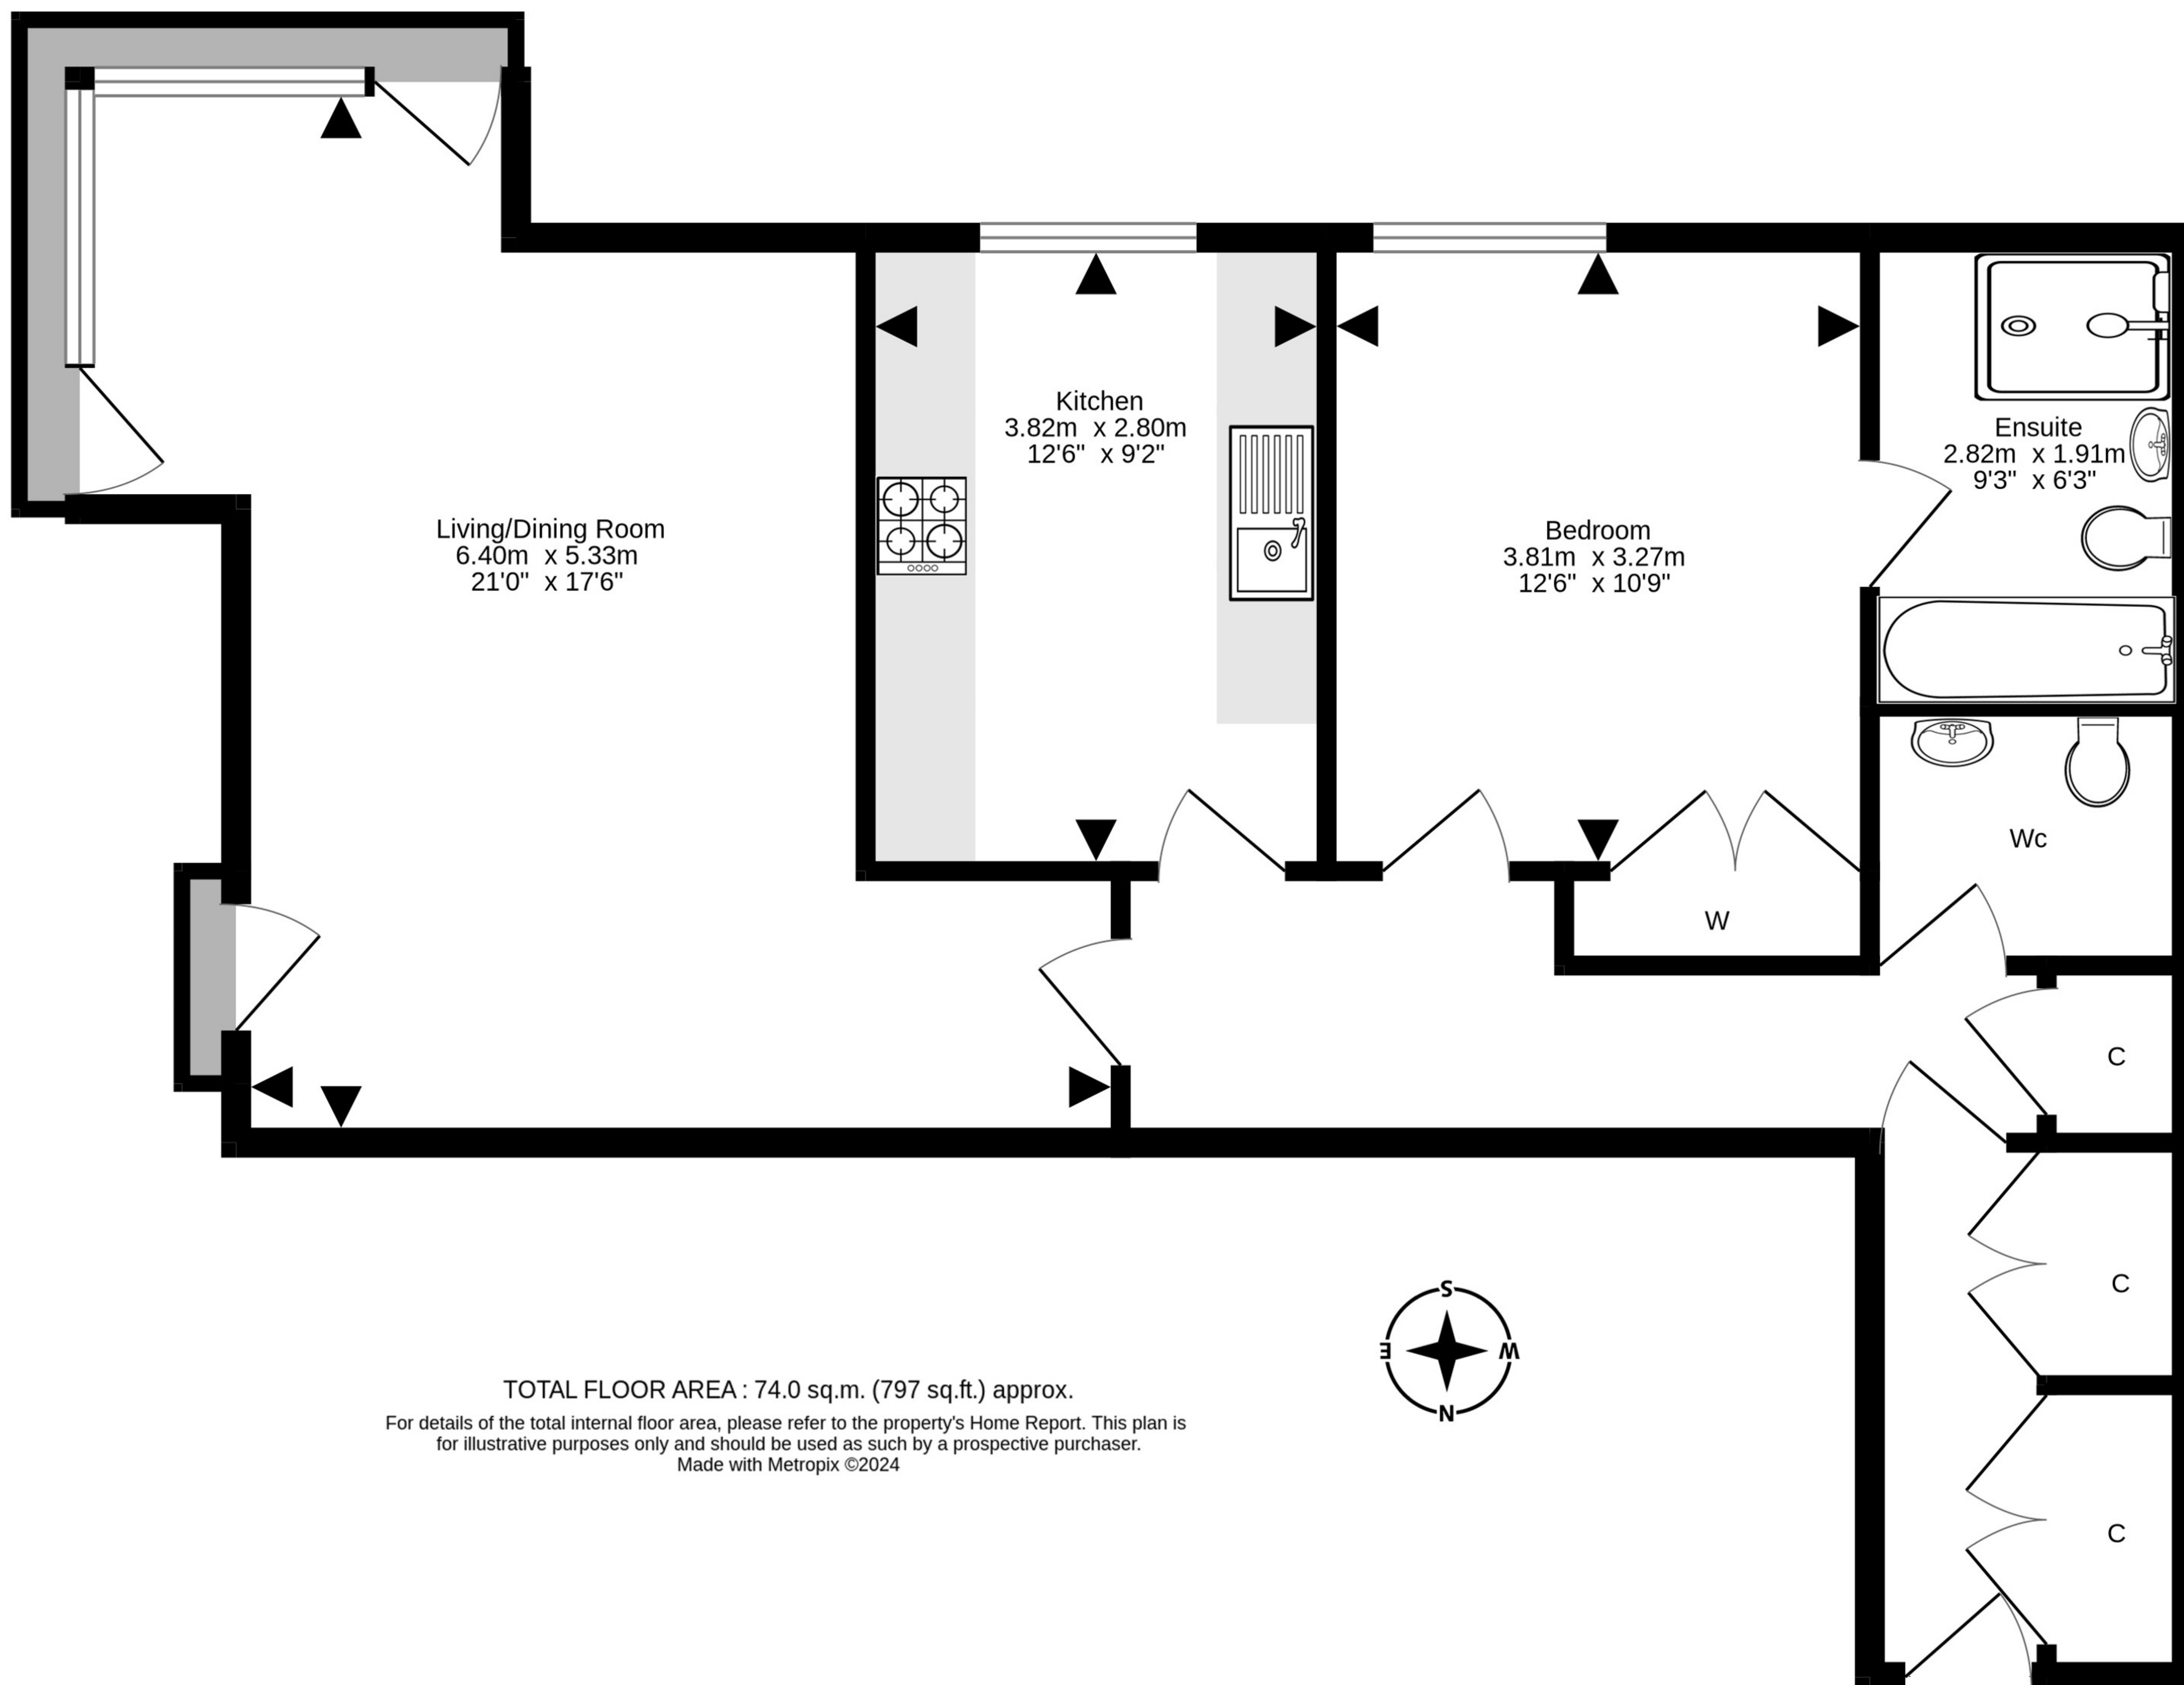 Kitchen
3.82m x 2.80m
12'6" x 9'2"
Ensuite
2.82m x 1.91m
9'3" x 6'3"
Living/Dining Room
6.40m x 5.33m
21'0" x 17'6"
Bedroom
3.81m x 3.27m
12'6" x 10'9"
Wc
W
C
C
C
S
E
W
N
TOTAL FLOOR AREA : 74.0 sq.m. (797 sq.ft.) approx.
For details of the total internal floor area, please refer to the property's Home Report. This plan is
for illustrative purposes only and should be used as such by a prospective purchaser.
Made with Metropix ©2024